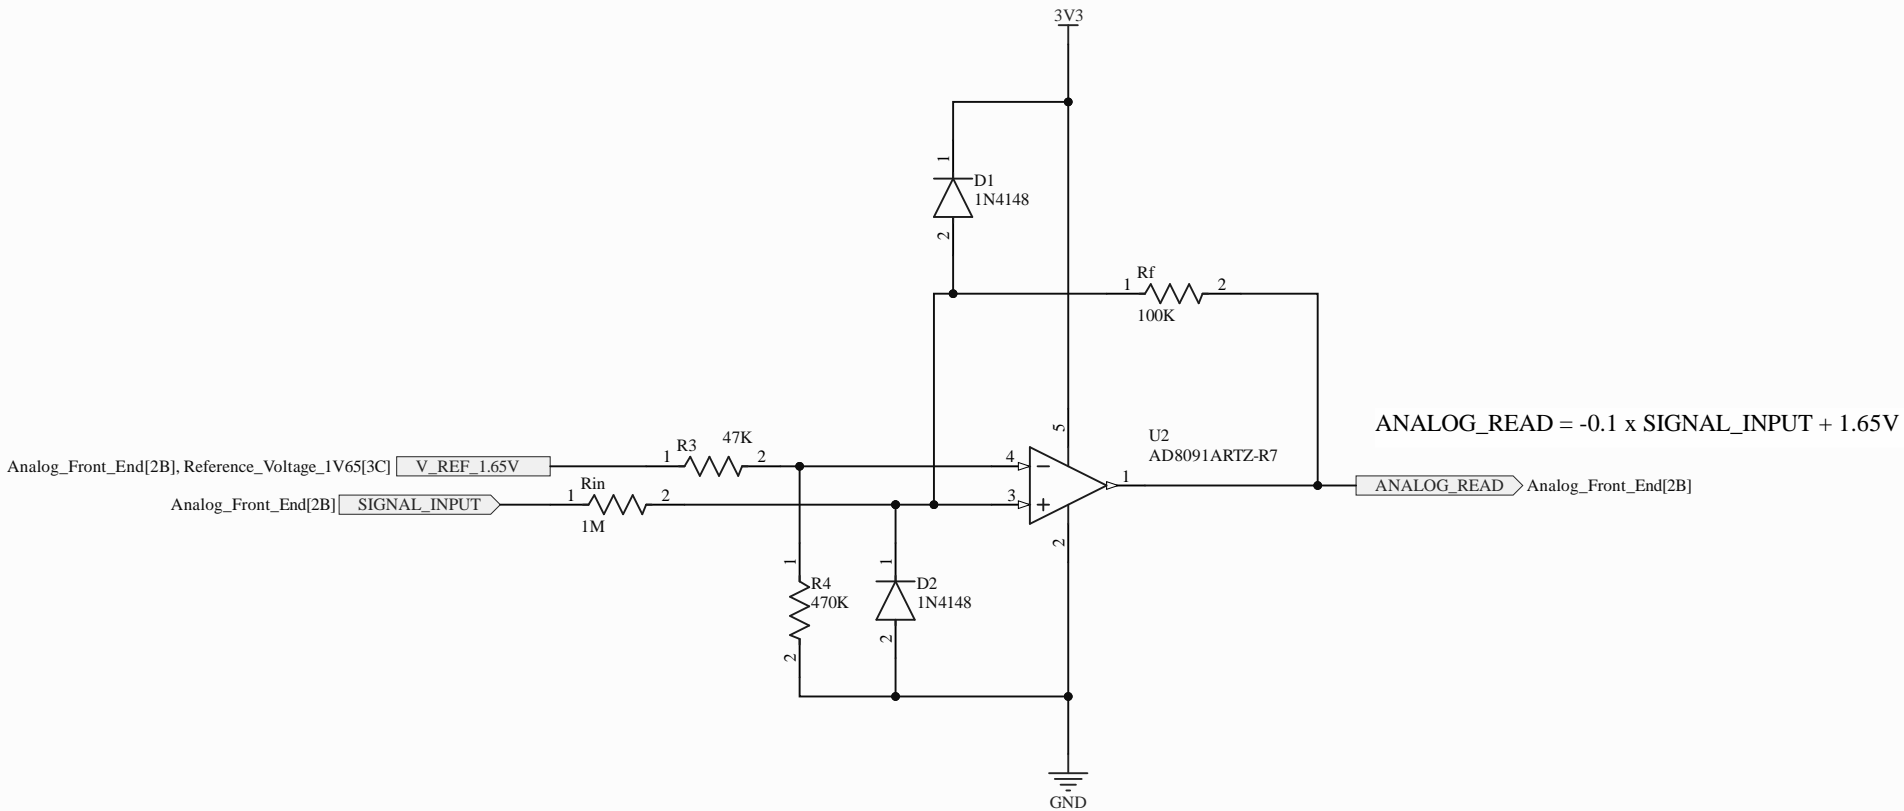 3V3
1
D1
1N4148
2
Rf
1
2
100K
ANALOG_READ = -0.1 x SIGNAL_INPUT + 1.65V
5
U2
AD8091ARTZ-R7
47K
R3
Analog_Front_End[2B], Reference_Voltage_1V65[3C] V_REF_1.65V
1
2
4
1
ANALOG_READ Analog_Front_End[2B]
Rin
Analog_Front_End[2B] SIGNAL_INPUT
1
2
3
1M
2
1
1
R4
470K
D2
1N4148
2
2
GND